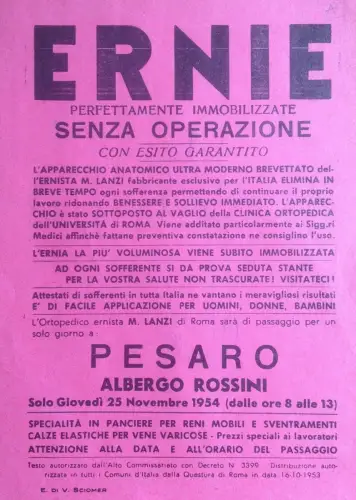 ERNIE
PERFETTAMENTE IMMOBILIZZATE
SENZA OPERAZIONE
CON ESITO GARANTITO
L'APPARECCHIO ANATOMICO ULTRA MODERNO BREVETTATO del-
l'ERNISTA M. LANZI fabbricante esclusivo per l'ITALIA ELIMINA IN
BREVE TEMPO ogni sofferenza permettendo di continuare il proprio
lavoro ridonando BENESSERE E SOLLIEVO IMMEDIATO. L'APPAREC-
CHIO è stato SOTTOPOSTO AL VAGLIO della CLINICA ORTOPEDICA
dell'UNIVERSITÀ di ROMA Viene additato particolarmente ai Sigg.ri
Medici affinchè fattane preventiva constatazione ne consiglino l'uso.
L'ERNIA LA PIU' VOLUMINOSA VIENE SUBITO IMMOBILIZZATA
AD OGNI SOFFERENTE SI DA PROVA SEDUTA STANTE
PER LA VOSTRA SALUTE NON TRASCURATE! VISITATECI!
Attestati di sofferenti in tutta Italia ne vantano i meravigliosi risultati
E' DI FACILE APPLICAZIONE PER UOMINI, DONNE, BAMBINI
L'Ortopedico ernista M. LANZI di Roma sarà di passaggio per un
solo giorno a:
PESARO
ALBERGO ROSSINI
Solo Giovedì 25 Novembre 1954 (dalle ore 8 alle 13)
SPECIALITÀ IN PANCIERE PER RENI MOBILI E SVENTRAMENTI
CALZE ELASTICHE PER VENE VARICOSE - Prezzi speciali ai lavoratori
ATTENZIONE ALLA DATA E ALL'ORARIO DEL PASSAGGIO
Testo autorizzato dall'Alto Commissariato con Decreto N 3399 Distribuzione auto-
rizzata in tutti i Comuni d'Italia dalla Questura di Roma in data 16-10-1953
E. DI V. SCIOMER